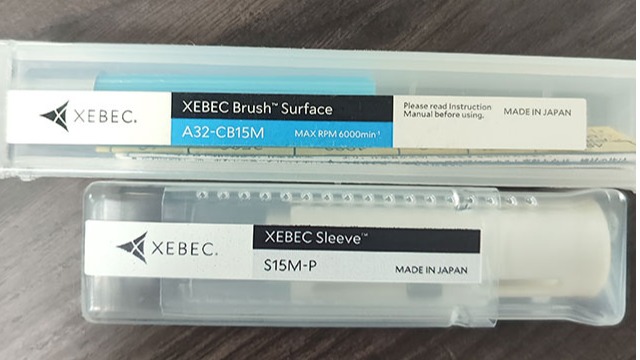 XEBEC.
XEBEC Brush™ Surface
A32-CB15M MAX RPM 6000min⁻¹
Please read Instruction
Manual before using.
MADE IN JAPAN
XEBEC.
XEBEC Sleeve™
S15M-P MADE IN JAPAN